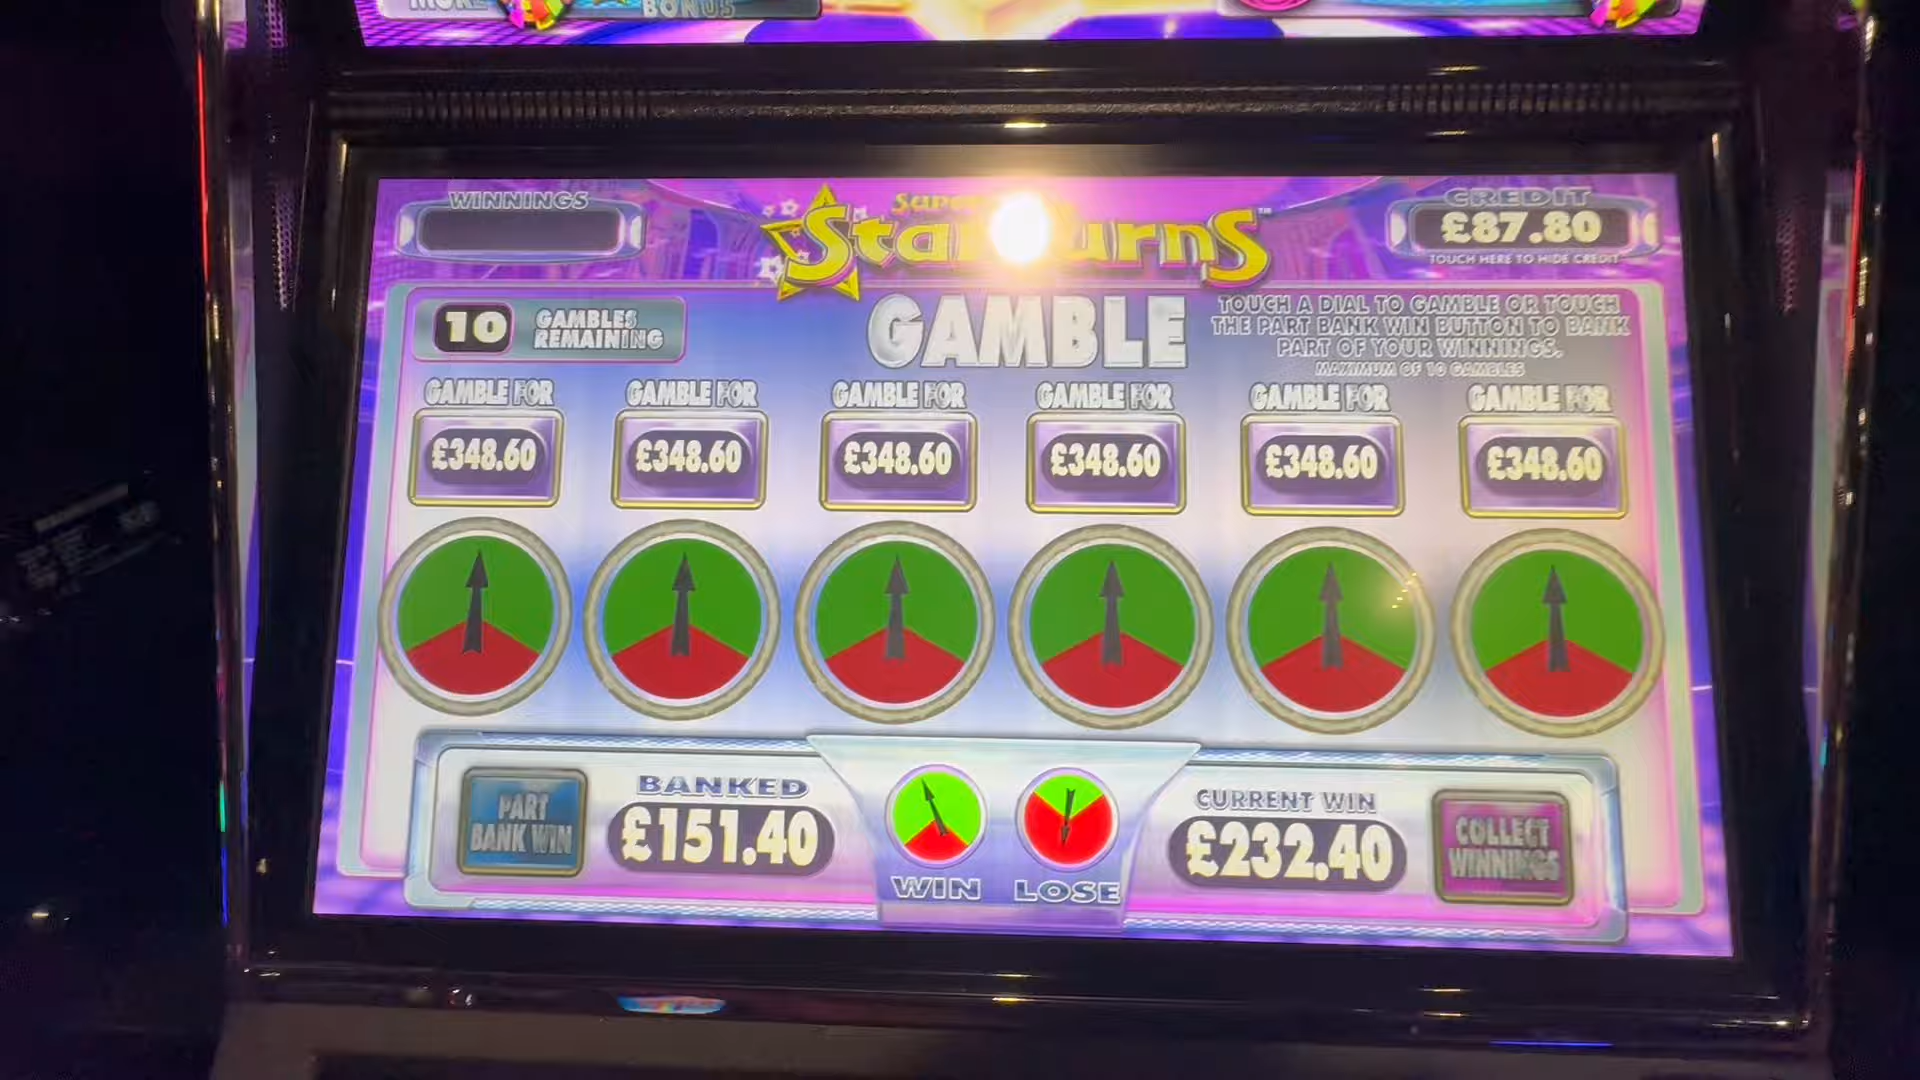 MORE
BONUS
WINNINGS
CREDIT
£87.80
TOUCH HERE TO HIDE CREDIT
10 GAMBLES
REMAINING
GAMBLE
TOUCH A DIAL TO GAMBLE OR TOUCH
THE PART BANK WIN BUTTON TO BANK
PART OF YOUR WINNINGS.
MAXIMUM OF 10 GAMBLES
GAMBLE FOR GAMBLE FOR GAMBLE FOR GAMBLE FOR GAMBLE FOR GAMBLE FOR
£348.60 £348.60 £348.60 £348.60 £348.60 £348.60
PART
BANK WIN
BANKED
£151.40
WIN LOSE
CURRENT WIN
£232.40
COLLECT
WINNINGS